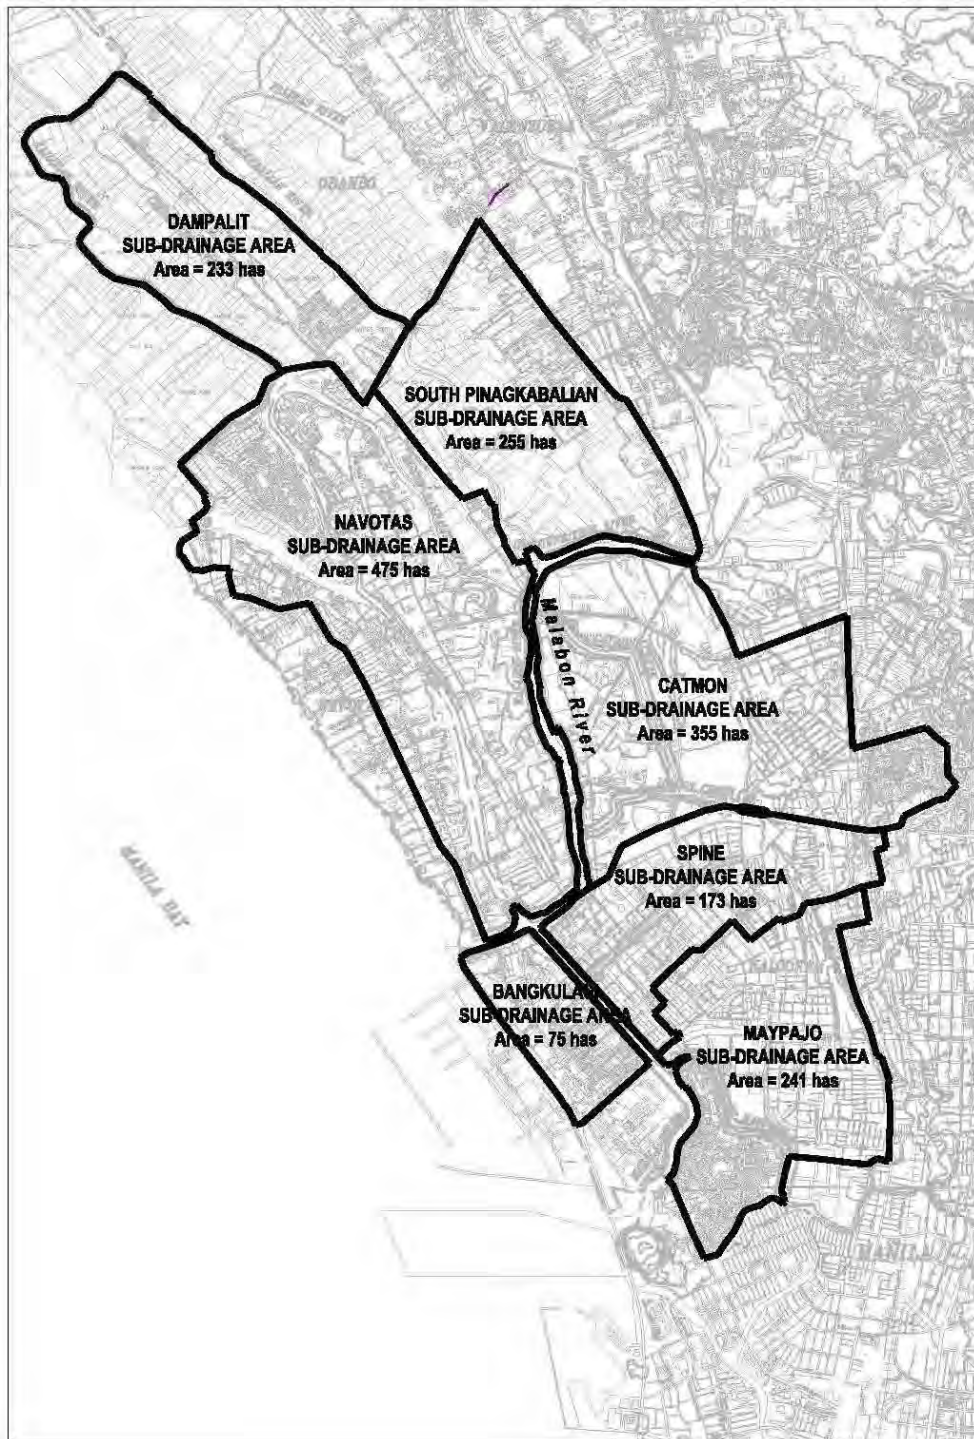 OBANDO
DAMPALIT
SUB-DRAINAGE AREA
Area = 233 has
SOUTH PINAGKABALIAN
SUB-DRAINAGE AREA
Area = 255 has
NAVOTAS
SUB-DRAINAGE AREA
Area = 475 has
Malabon River
CATMON
SUB-DRAINAGE AREA
Area = 355 has
SPINE
SUB-DRAINAGE AREA
Area = 173 has
MANILA BAY
BANGKULASI
SUB-DRAINAGE AREA
Area = 75 has
MAYPAJO
SUB-DRAINAGE AREA
Area = 241 has
MANILA